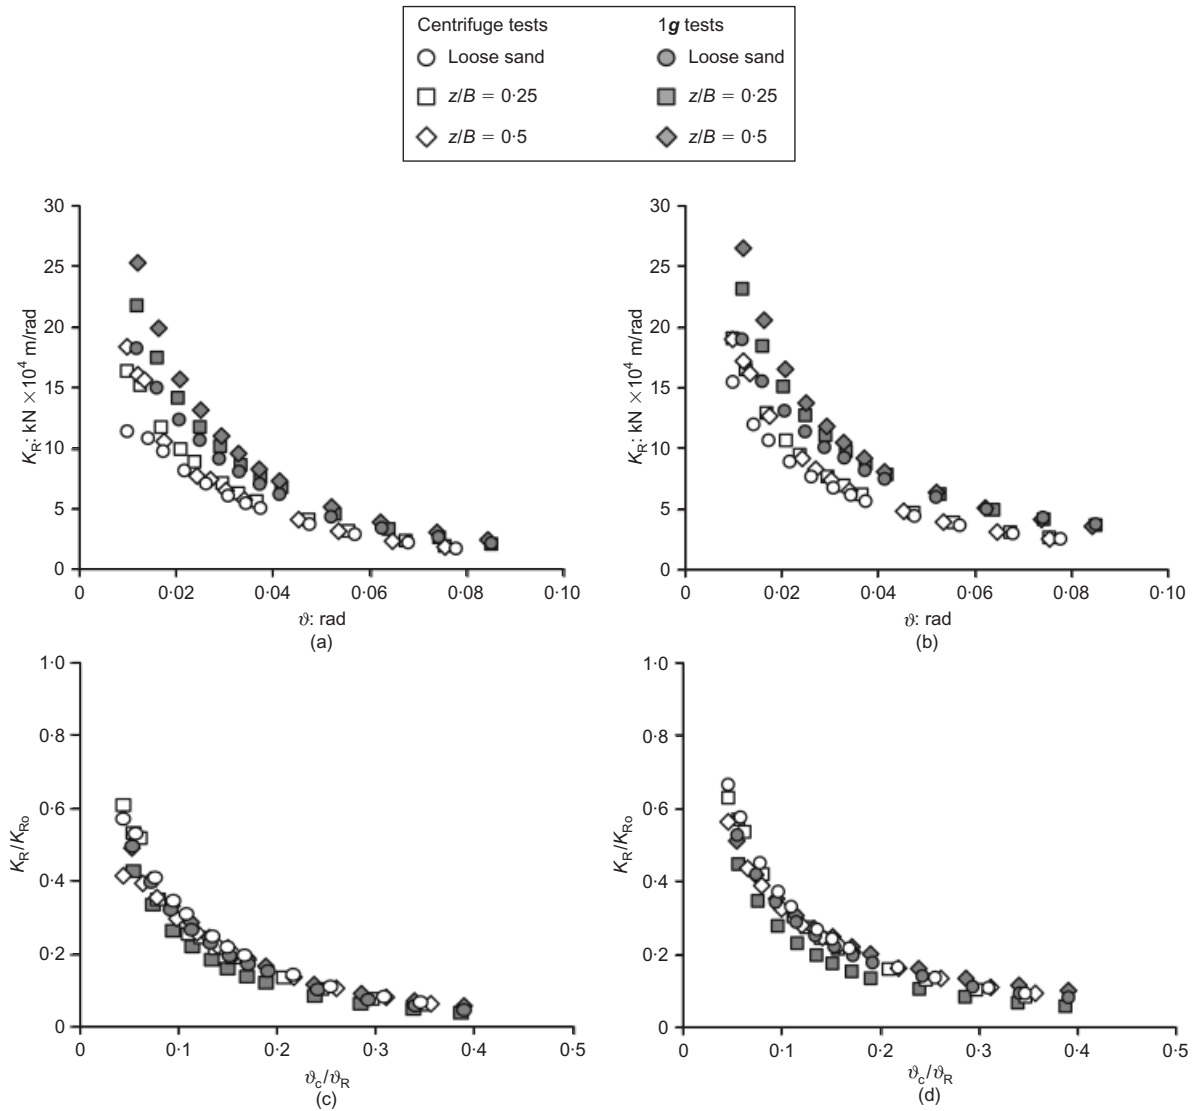 Centrifuge tests 1g tests
Loose sand Loose sand
z/B = 0·25 z/B = 0·25
z/B = 0·5 z/B = 0·5
30
25
20
15
10
5
0
K_R: kN ×10⁴ m/rad
0 0·02 0·04 0·06 0·08 0·10
ϑ: rad
(a)
30
25
20
15
10
5
0
K_R: kN ×10⁴ m/rad
0 0·02 0·04 0·06 0·08 0·10
ϑ: rad
(b)
1·0
0·8
0·6
0·4
0·2
0
K_R/K_Ro
0 0·1 0·2 0·3 0·4 0·5
ϑ_c/ϑ_R
(c)
1·0
0·8
0·6
0·4
0·2
0
K_R/K_Ro
0 0·1 0·2 0·3 0·4 0·5
ϑ_c/ϑ_R
(d)